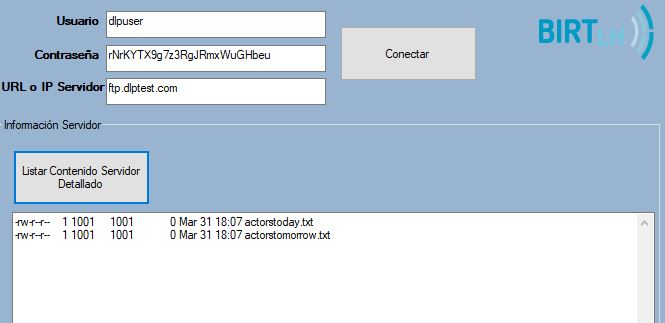 Usuario dlpuser
BIRT LH
Contraseña rNrKYTX9g7z3RgJRmxWuGHbeu
Conectar
URL o IP Servidor ftp.dlptest.com
Información Servidor
Listar Contenido Servidor
Detallado
-rw-r--r-- 1 1001 1001 0 Mar 31 18:07 actorstoday.txt
-rw-r--r-- 1 1001 1001 0 Mar 31 18:07 actorstomorrow.txt